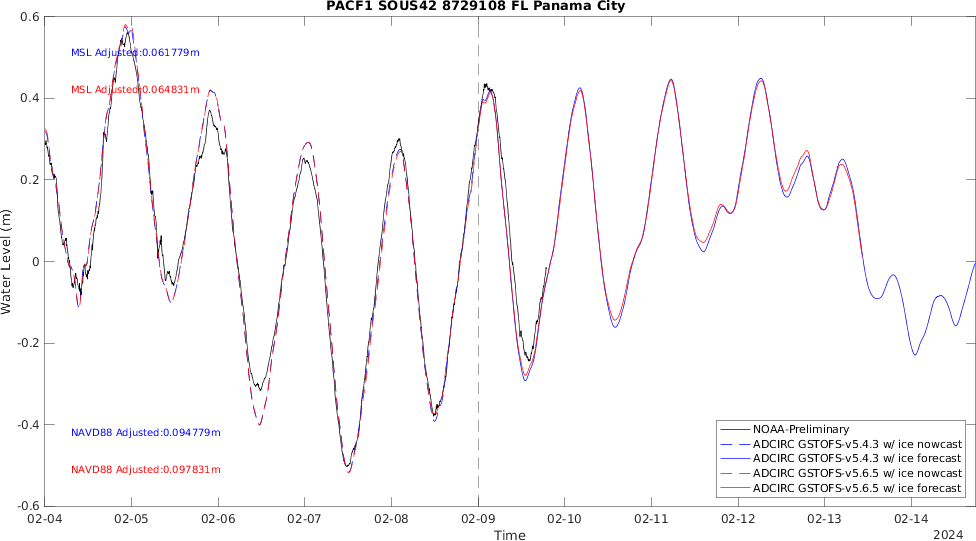 PACF1 SOUS42 8729108 FL Panama City
0.6
0.4
0.2
0
-0.2
-0.4
-0.6
Water Level (m)
MSL Adjusted:0.061779m
MSL Adjusted:0.064831m
NAVD88 Adjusted:0.094779m
NAVD88 Adjusted:0.097831m
NOAA-Preliminary
ADCIRC GSTOFS-v5.4.3 w/ ice nowcast
ADCIRC GSTOFS-v5.4.3 w/ ice forecast
ADCIRC GSTOFS-v5.6.5 w/ ice nowcast
ADCIRC GSTOFS-v5.6.5 w/ ice forecast
02-04 02-05 02-06 02-07 02-08 02-09 02-10 02-11 02-12 02-13 02-14
Time
2024